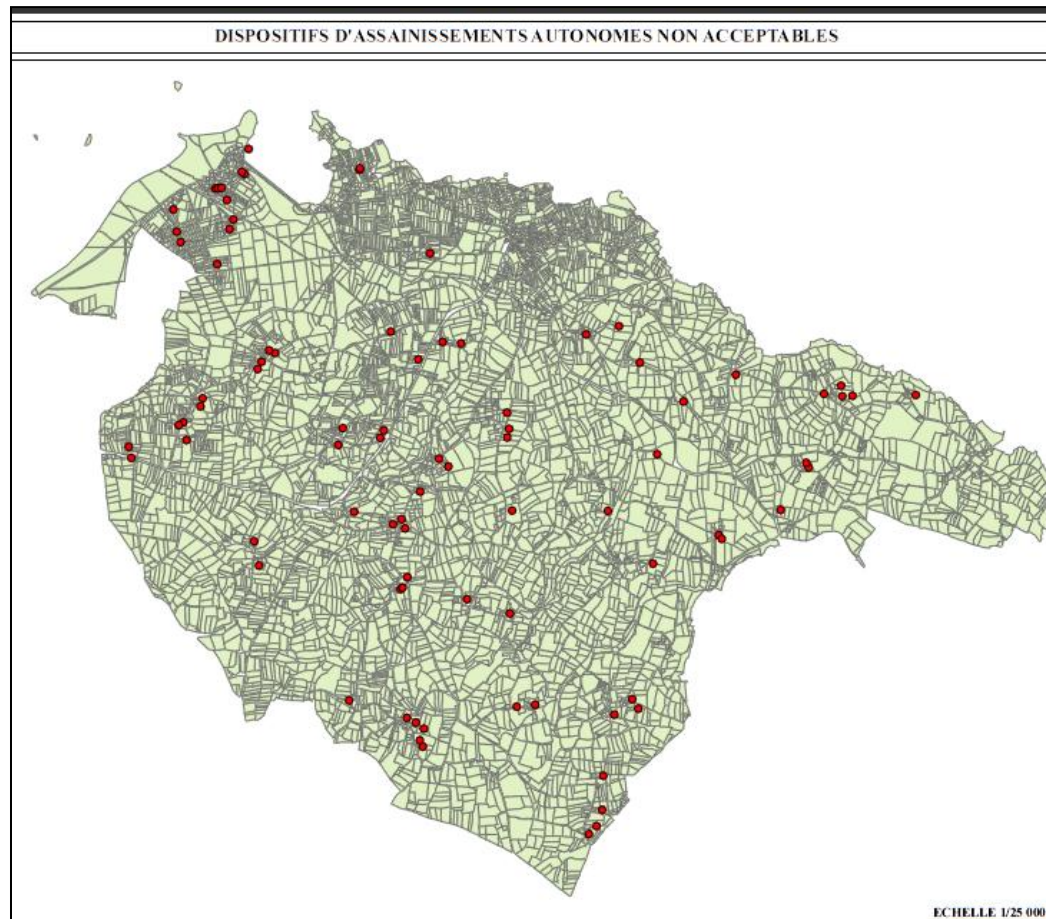 DISPOSITIFS D'ASSAINISSEMENTS AUTONOMES NON ACCEPTABLES
ECHELLE 1/25 000